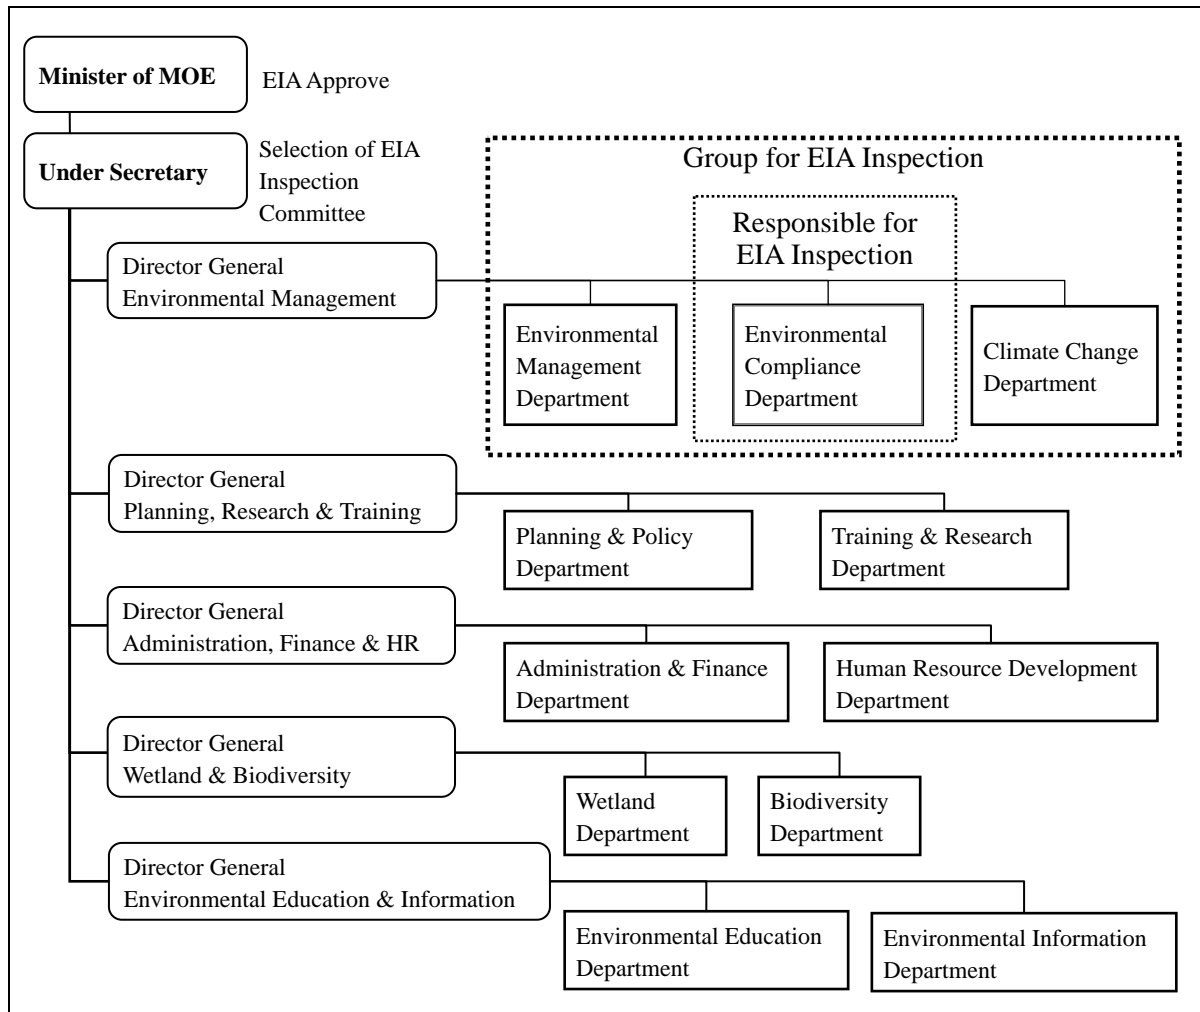 Minister of MOE
EIA Approve
Under Secretary
Selection of EIA
Inspection
Committee
Group for EIA Inspection
Responsible for
EIA Inspection
Director General
Environmental Management
Environmental
Management
Department
Environmental
Compliance
Department
Climate Change
Department
Director General
Planning, Research & Training
Planning & Policy
Department
Training & Research
Department
Director General
Administration, Finance & HR
Administration & Finance
Department
Human Resource Development
Department
Director General
Wetland & Biodiversity
Wetland
Department
Biodiversity
Department
Director General
Environmental Education & Information
Environmental Education
Department
Environmental Information
Department